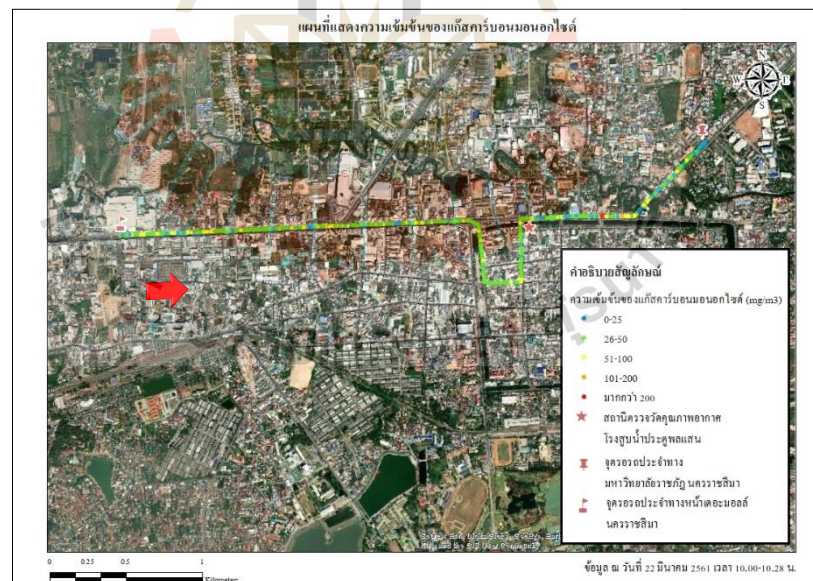 แผนที่แสดงความเข้มข้นของแก๊สคาร์บอนมอนอกไซด์
N
W E
S
คำอธิบายสัญลักษณ์
ความเข้มข้นของแก๊สคาร์บอนมอนอกไซด์ (mg/m3)
0-25
26-50
51-100
101-200
มากกว่า 200
สถานีตรวจวัดคุณภาพอากาศ
โรงสูบน้ำประตูพลแสน
จุดรอรถประจำทาง
มหาวิทยาลัยราชภัฏ นครราชสีมา
จุดรอรถประจำทางหน้าเดอะมอลล์
นครราชสีมา
0 0.25 0.5 1
Kilometer
ข้อมูล ณ วันที่ 22 มีนาคม 2561 เวลา 10.00-10.28 น.